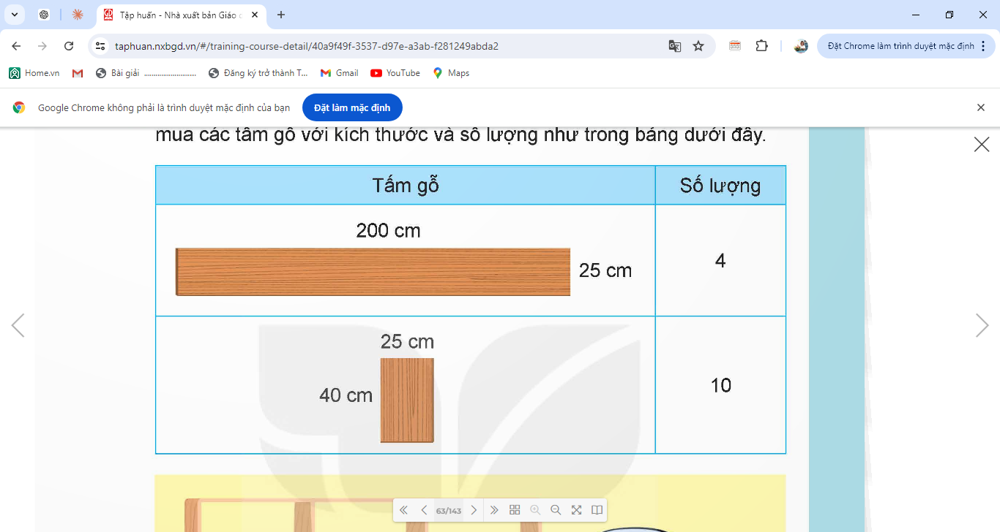 Tập huấn - Nhà xuất bản Giáo
taphuan.nxbgd.vn/#/training-course-detail/40a9f49f-3537-d97e-a3ab-f281249abda2
Đặt Chrome làm trình duyệt mặc định
Home.vn
Bài giải ..........................
Đăng ký trở thành T...
Gmail
YouTube
Maps
Google Chrome không phải là trình duyệt mặc định của bạn
Đặt làm mặc định
mua các tấm gỗ với kích thước và số lượng như trong bảng dưới đây.
Tấm gỗ
Số lượng
200 cm
25 cm
4
25 cm
40 cm
10
63/143